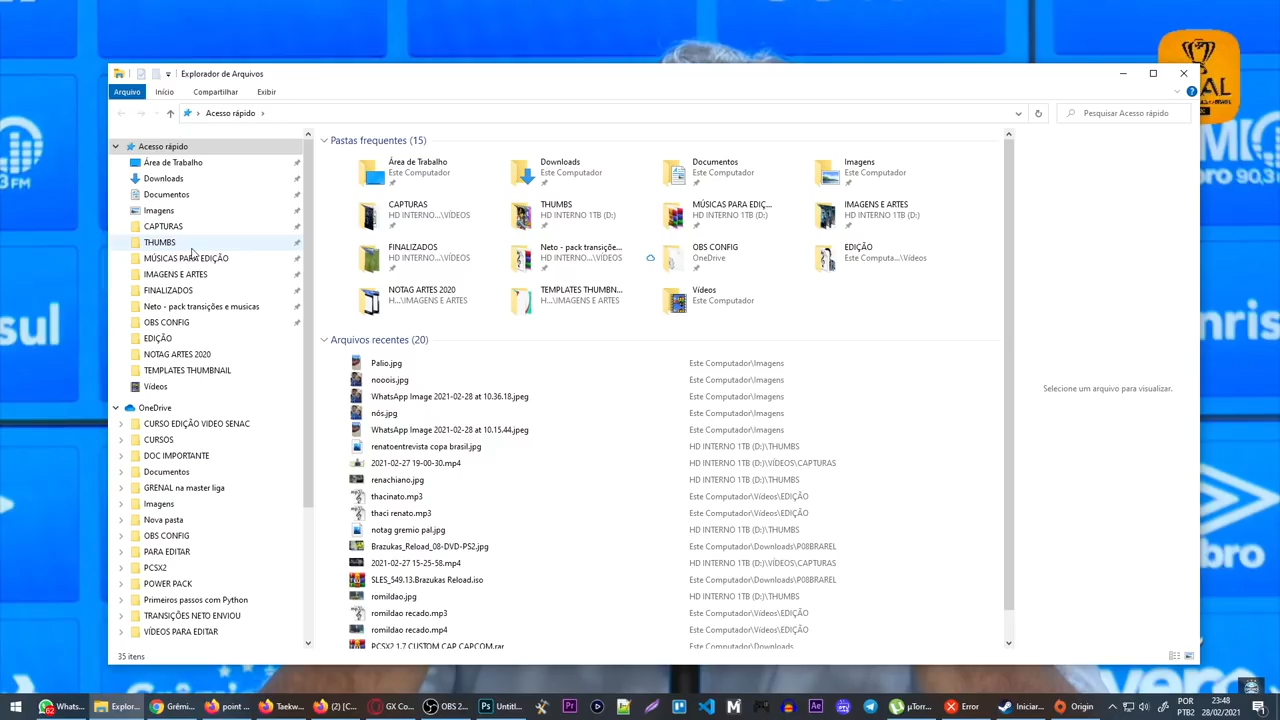 Explorador de Arquivos
Arquivo Início Compartilhar Exibir
Acesso rápido
Pesquisar Acesso rápido
Acesso rápido
Área de Trabalho
Downloads
Documentos
Imagens
CAPTURAS
THUMBS
MÚSICAS PARA EDIÇÃO
IMAGENS E ARTES
FINALIZADOS
Neto - pack transições e musicas
OBS CONFIG
EDIÇÃO
NOTAG ARTES 2020
TEMPLATES THUMBNAIL
Vídeos
OneDrive
CURSO EDIÇÃO VIDEO SENAC
CURSOS
DOC IMPORTANTE
Documentos
GRENAL na master liga
Imagens
Nova pasta
OBS CONFIG
PARA EDITAR
PCSX2
POWER PACK
Primeiros passos com Python
TRANSIÇÕES NETO ENVIOU
VÍDEOS PARA EDITAR
35 itens
Pastas frequentes (15)
Área de Trabalho
Este Computador
Downloads
Este Computador
Documentos
Este Computador
Imagens
Este Computador
CAPTURAS
HD INTERNO...\VÍDEOS
THUMBS
HD INTERNO 1TB (D:)
MÚSICAS PARA EDIÇ...
HD INTERNO 1TB (D:)
IMAGENS E ARTES
HD INTERNO 1TB (D:)
FINALIZADOS
HD INTERNO...\VÍDEOS
Neto - pack transiçõe...
HD INTERNO...\VÍDEOS
OBS CONFIG
OneDrive
EDIÇÃO
Este Computa...\Vídeos
NOTAG ARTES 2020
H...\IMAGENS E ARTES
TEMPLATES THUMBN...
H...\IMAGENS E ARTES
Vídeos
Este Computador
Arquivos recentes (20)
Palio.jpg Este Computador\Imagens
noooís.jpg Este Computador\Imagens
WhatsApp Image 2021-02-28 at 10.36.18.jpeg Este Computador\Imagens
nós.jpg Este Computador\Imagens
WhatsApp Image 2021-02-28 at 10.15.44.jpeg Este Computador\Imagens
renatoentrevista copa brasil.jpg HD INTERNO 1TB (D:)\THUMBS
2021-02-27 19-00-30.mp4 HD INTERNO 1TB (D:)\VÍDEOS\CAPTURAS
renachiano.jpg HD INTERNO 1TB (D:)\THUMBS
thacinato.mp3 Este Computador\Vídeos\EDIÇÃO
thaci renato.mp3 Este Computador\Vídeos\EDIÇÃO
notag gremio pal.jpg HD INTERNO 1TB (D:)\THUMBS
Brazukas_Reload_08-DVD-PS2.jpg Este Computador\Downloads\P08BRAREL
2021-02-27 15-25-58.mp4 HD INTERNO 1TB (D:)\VÍDEOS\CAPTURAS
SLES_549.13.Brazukas Reload.iso Este Computador\Downloads\P08BRAREL
romildao.jpg HD INTERNO 1TB (D:)\THUMBS
romildao recado.mp3 Este Computador\Vídeos\EDIÇÃO
romildao recado.mp4 Este Computador\Vídeos\EDIÇÃO
PCSX2 1.7 CUSTOM CAP CAPCOM.rar Este Computador\Downloads
Selecione um arquivo para visualizar.
3 FM
sul
nris
verbro
62 Whats... Explor... Grêmi... point ... Taekw... (2) [C... GX Co... OBS 2... Untitl... µTorr... Error Iniciar... Origin
POR
PTB2
23:48
28/02/2021